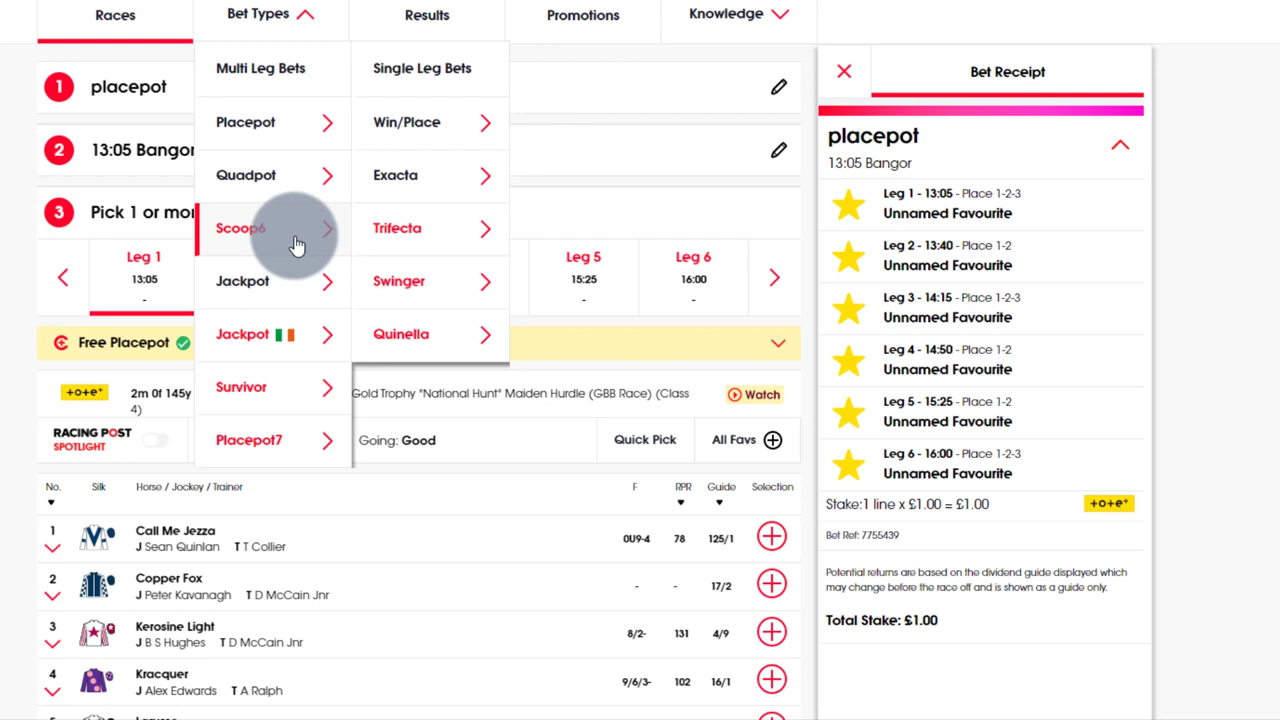 Races
Bet Types
Results
Promotions
Knowledge
Multi Leg Bets
Placepot
Quadpot
Scoop6
Jackpot
Jackpot
Survivor
Placepot7
Single Leg Bets
Win/Place
Exacta
Trifecta
Swinger
Quinella
1 placepot
2 13:05 Bangor
3 Pick 1 or
Leg 1
13:05
-
Leg 5
15:25
-
Leg 6
16:00
-
Free Placepot
+o+e+ 2m 0f 145y Gold Trophy "National Hunt" Maiden Hurdle (GBB Race) (Class
4)
Watch
RACING POST
SPOTLIGHT
Going: Good
Quick Pick
All Favs
No. Silk Horse / Jockey / Trainer F RPR Guide Selection
1 Call Me Jezza 0U9-4 78 125/1
J Sean Quinlan T T Collier
2 Copper Fox - - 17/2
J Peter Kavanagh T D McCain Jnr
3 Kerosine Light 8/2- 131 4/9
J B S Hughes T D McCain Jnr
4 Kracquer 9/6/3- 102 16/1
J Alex Edwards T A Ralph
Bet Receipt
placepot
13:05 Bangor
Leg 1 - 13:05 - Place 1-2-3
Unnamed Favourite
Leg 2 - 13:40 - Place 1-2
Unnamed Favourite
Leg 3 - 14:15 - Place 1-2-3
Unnamed Favourite
Leg 4 - 14:50 - Place 1-2
Unnamed Favourite
Leg 5 - 15:25 - Place 1-2
Unnamed Favourite
Leg 6 - 16:00 - Place 1-2-3
Unnamed Favourite
Stake:1 line x £1.00 = £1.00 +o+e+
Bet Ref: 7755439
Potential returns are based on the dividend guide displayed which
may change before the race off and is shown as a guide only.
Total Stake: £1.00